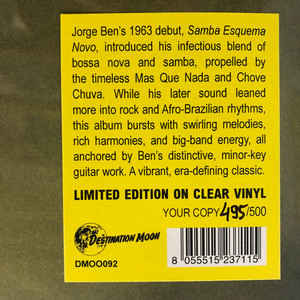 Jorge Ben's 1963 debut, Samba Esquema
Novo, introduced his infectious blend of
bossa nova and samba, propelled by
the timeless Mas Que Nada and Chove
Chuva. While his later sound leaned
more into rock and Afro-Brazilian rhythms,
this album bursts with swirling melodies,
rich harmonies, and big-band energy, all
anchored by Ben's distinctive, minor-key
guitar work. A vibrant, era-defining classic.
LIMITED EDITION ON CLEAR VINYL
YOUR COPY 495/500
DESTINATION MOON
DMOO092
8 055515 237115